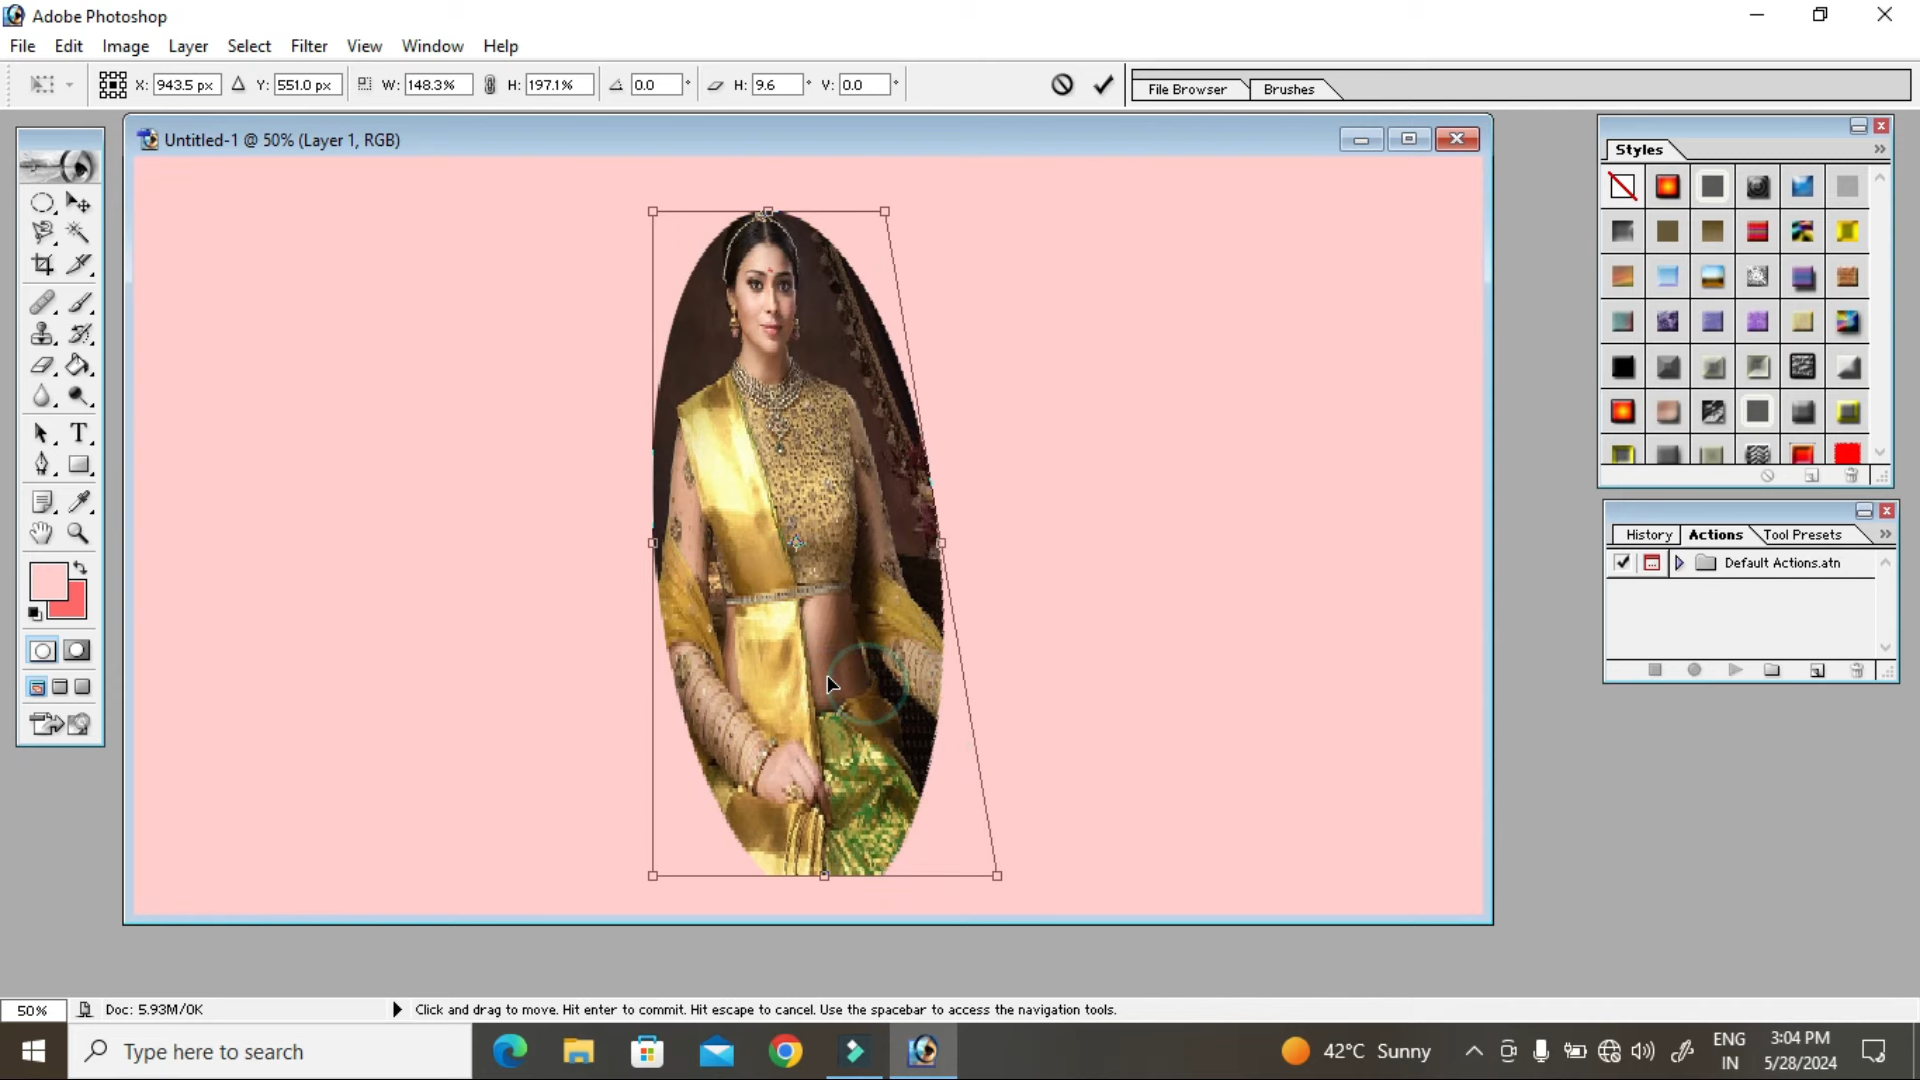 Adobe Photoshop
File Edit Image Layer Select Filter View Window Help
X: 943.5 px Y: 551.0 px W: 148.3% H: 197.1% 0.0 ° H: 9.6 ° V: 0.0 ° File Browser Brushes
Untitled-1 @ 50% (Layer 1, RGB)
Styles
T
History Actions Tool Presets
Default Actions.atn
50% Doc: 5.93M/0K Click and drag to move. Hit enter to commit. Hit escape to cancel. Use the spacebar to access the navigation tools.
Type here to search
42°C Sunny
ENG
IN
3:04 PM
5/28/2024